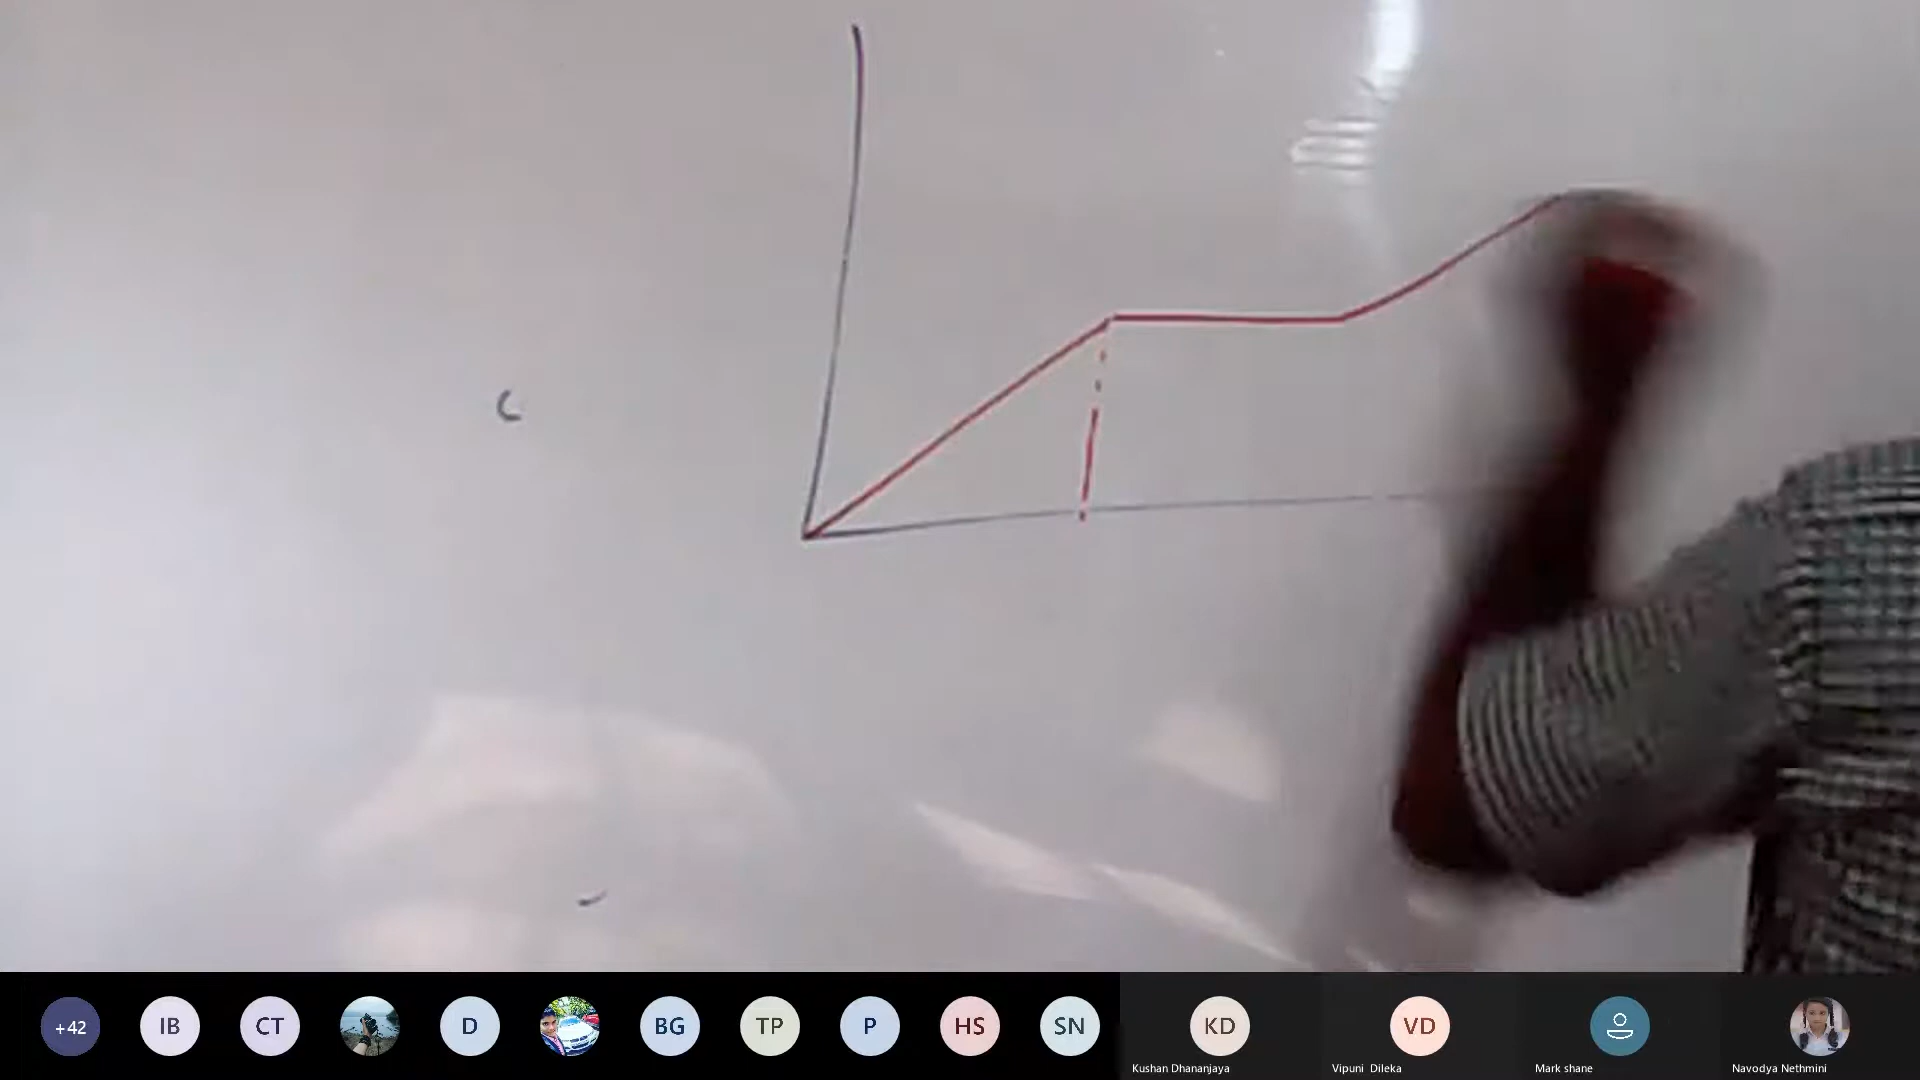 +42 IB CT D BG TP P HS SN KD VD
Kushan Dhananjaya Vipuni Dileka Mark shane Navodya Nethmini